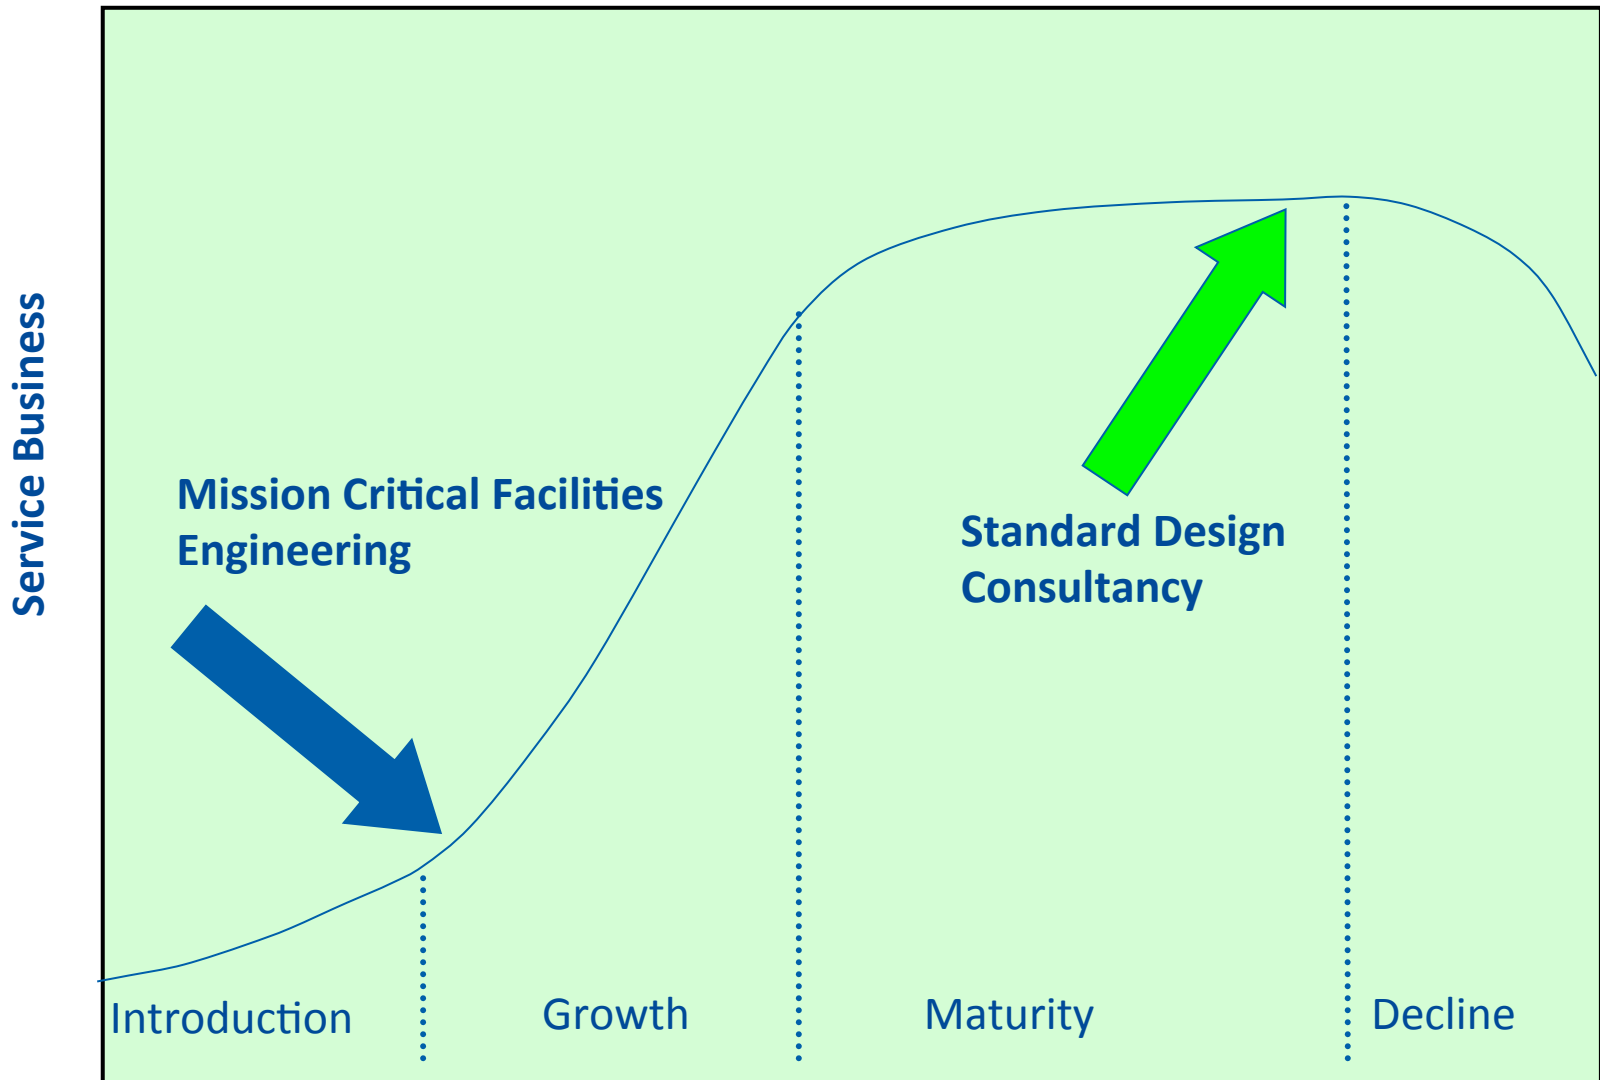 Service Business
Mission Critical Facilities
Engineering
Standard Design
Consultancy
Introduction
Growth
Maturity
Decline